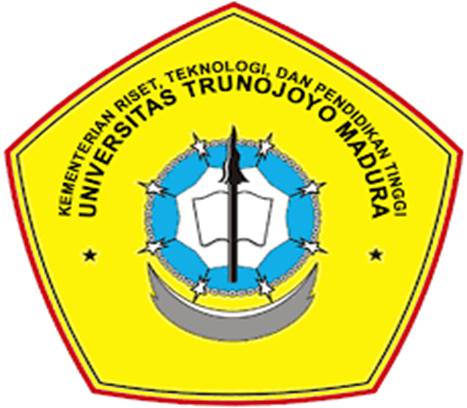 KEMENTERIAN RISET, TEKNOLOGI, DAN PENDIDIKAN TINGGI
UNIVERSITAS TRUNOJOYO MADURA